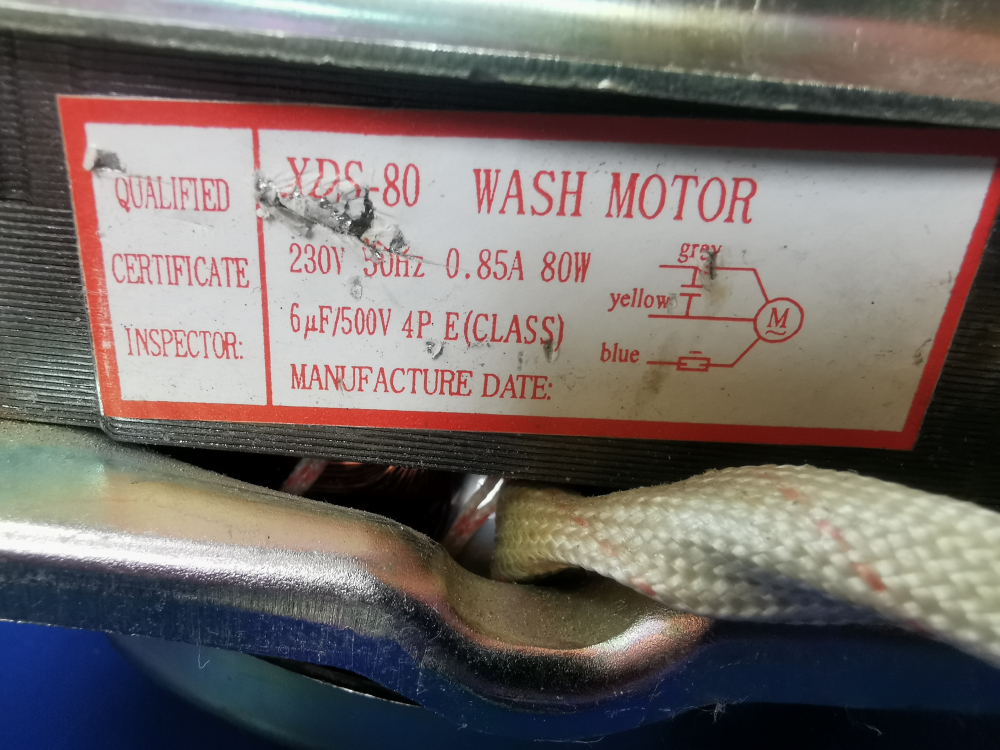 QUALIFIED
CERTIFICATE
INSPECTOR:
XDS-80 WASH MOTOR
230V 50Hz 0.85A 80W
6μF/500V 4P E(CLASS)
MANUFACTURE DATE:
gray
yellow
blue
M